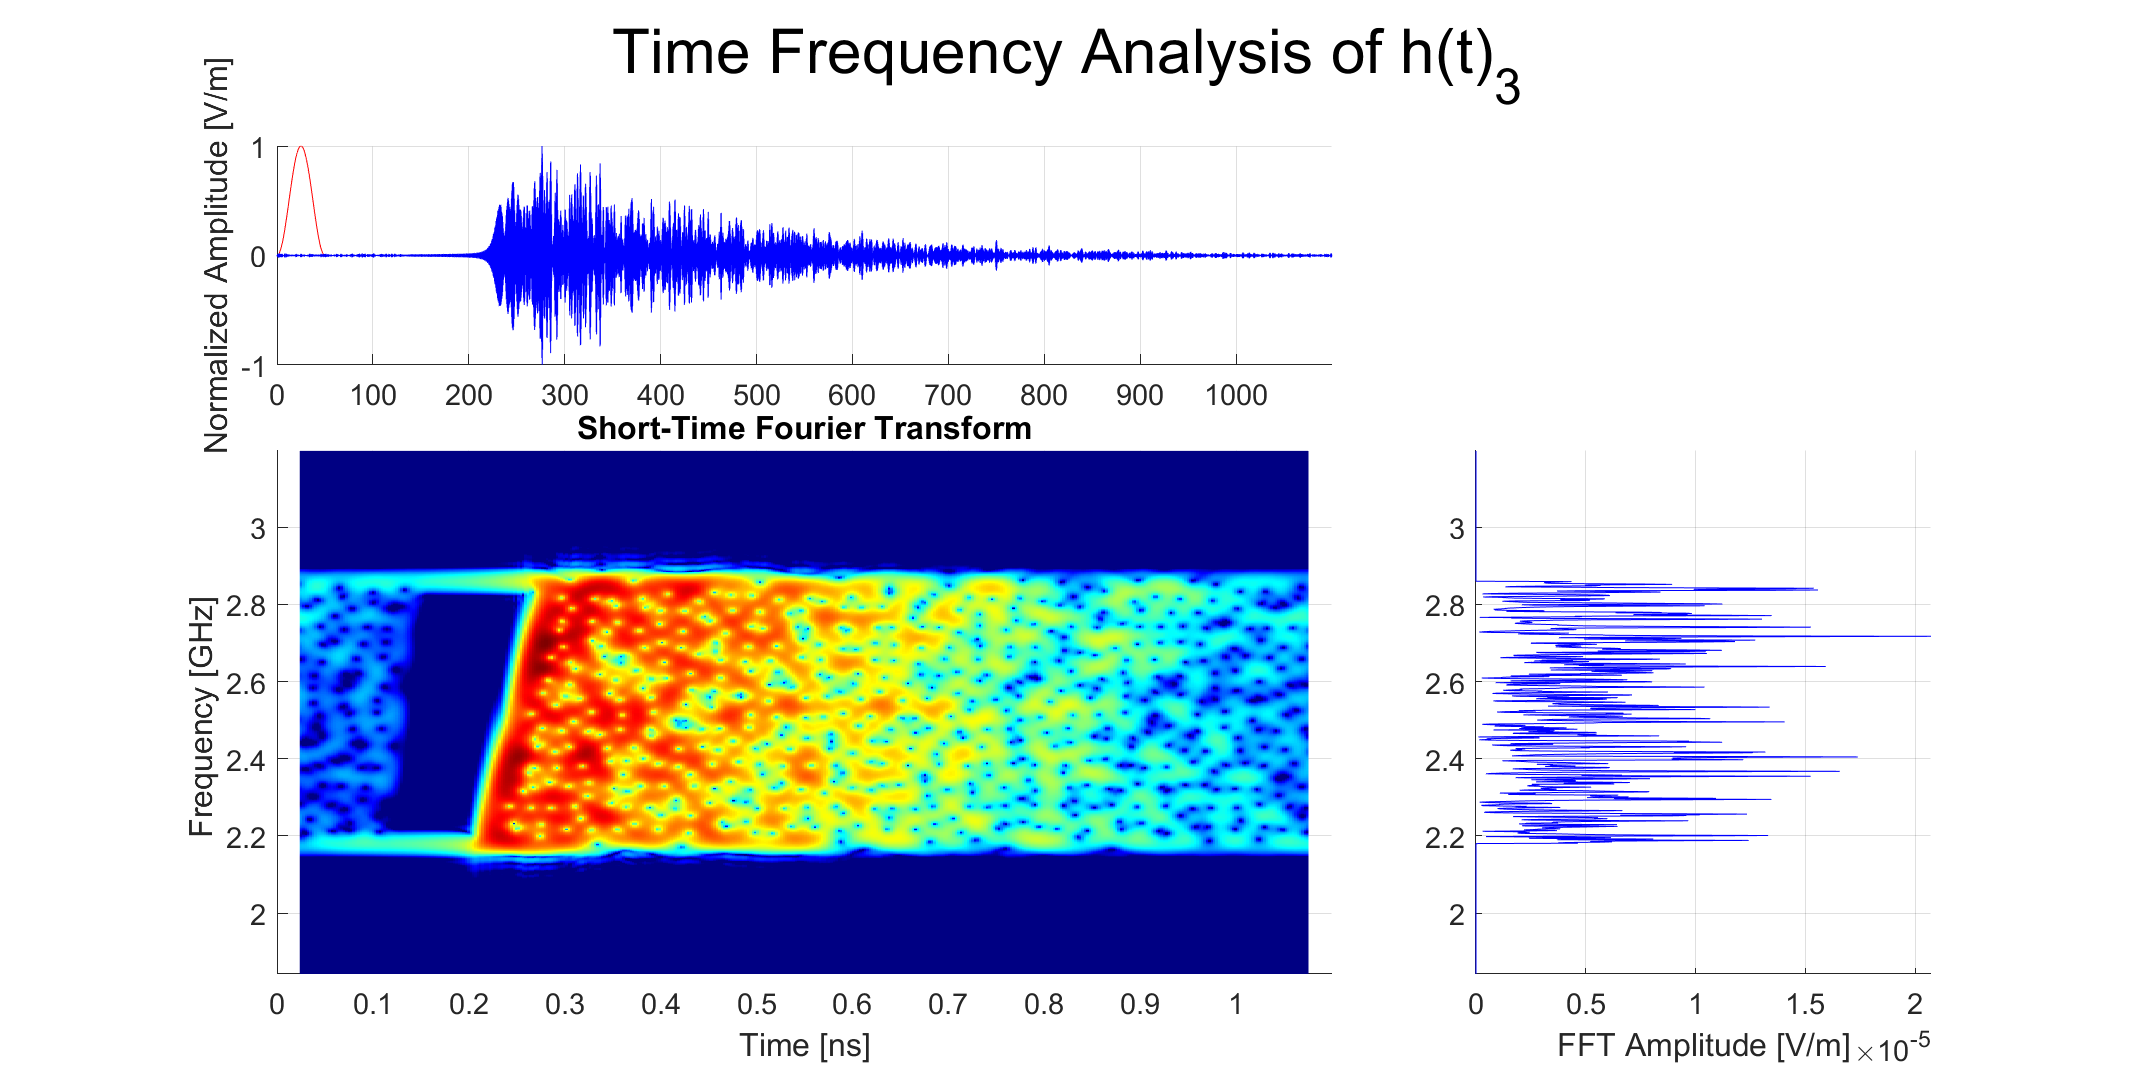 Time Frequency Analysis of h(t)₃
Normalized Amplitude [V/m]
1
0
-1
0 100 200 300 400 500 600 700 800 900 1000
Short-Time Fourier Transform
Frequency [GHz]
3
2.8
2.6
2.4
2.2
2
0 0.1 0.2 0.3 0.4 0.5 0.6 0.7 0.8 0.9 1
Time [ns]
3
2.8
2.6
2.4
2.2
2
0 0.5 1 1.5 2
FFT Amplitude [V/m] ×10⁻⁵